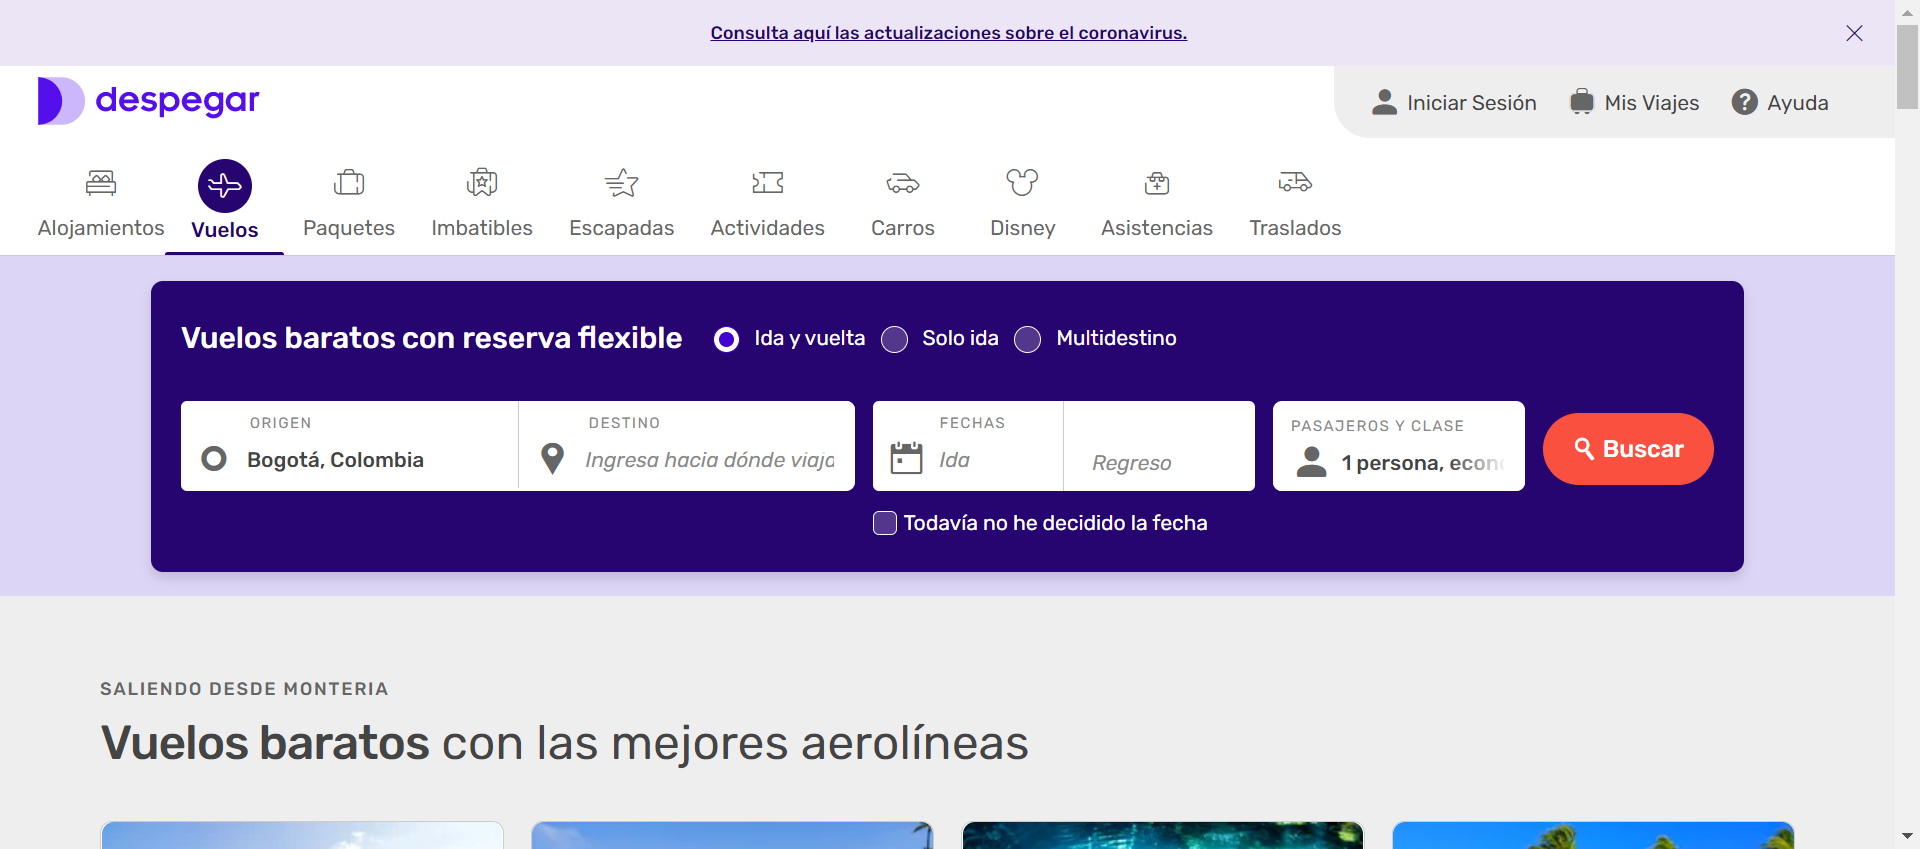 Consulta aquí las actualizaciones sobre el coronavirus.
despegar
Iniciar Sesión
Mis Viajes
? Ayuda
Alojamientos
Vuelos
Paquetes
Imbatibles
Escapadas
Actividades
Carros
Disney
Asistencias
Traslados
Vuelos baratos con reserva flexible
Ida y vuelta
Solo ida
Multidestino
ORIGEN
Bogotá, Colombia
DESTINO
Ingresa hacia dónde viaja
FECHAS
Ida
Regreso
PASAJEROS Y CLASE
1 persona, econo
Buscar
Todavía no he decidido la fecha
SALIENDO DESDE MONTERIA
Vuelos baratos con las mejores aerolíneas